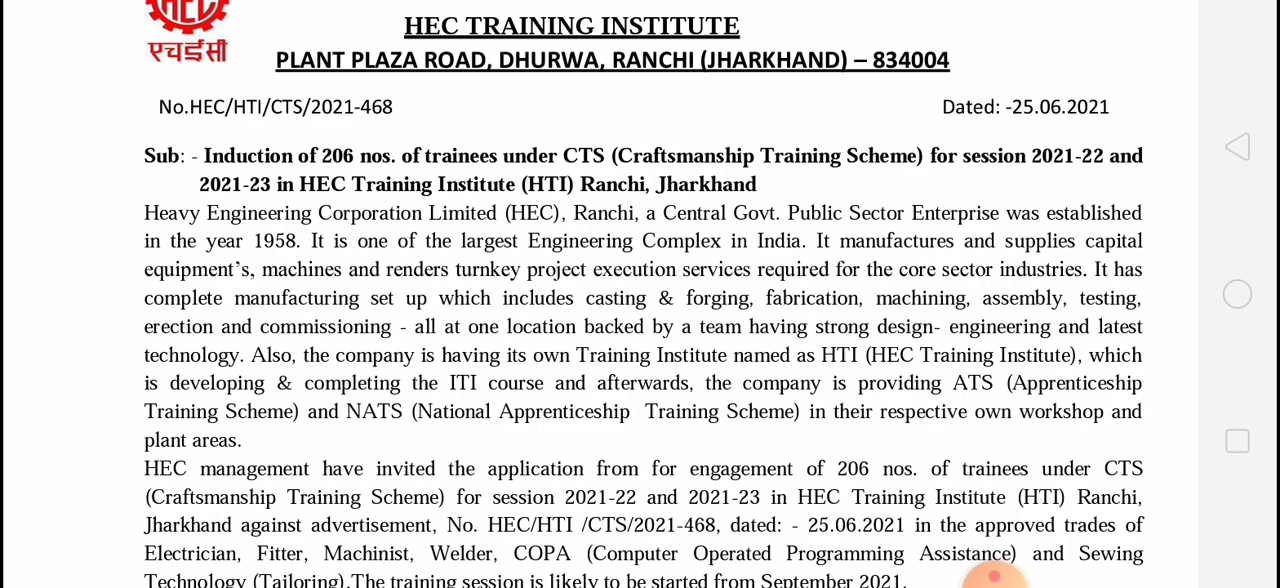 HEC
एचईसी
HEC TRAINING INSTITUTE
PLANT PLAZA ROAD, DHURWA, RANCHI (JHARKHAND) – 834004
No.HEC/HTI/CTS/2021-468 Dated: -25.06.2021
Sub: - Induction of 206 nos. of trainees under CTS (Craftsmanship Training Scheme) for session 2021-22 and
2021-23 in HEC Training Institute (HTI) Ranchi, Jharkhand
Heavy Engineering Corporation Limited (HEC), Ranchi, a Central Govt. Public Sector Enterprise was established
in the year 1958. It is one of the largest Engineering Complex in India. It manufactures and supplies capital
equipment’s, machines and renders turnkey project execution services required for the core sector industries. It has
complete manufacturing set up which includes casting & forging, fabrication, machining, assembly, testing,
erection and commissioning - all at one location backed by a team having strong design- engineering and latest
technology. Also, the company is having its own Training Institute named as HTI (HEC Training Institute), which
is developing & completing the ITI course and afterwards, the company is providing ATS (Apprenticeship
Training Scheme) and NATS (National Apprenticeship Training Scheme) in their respective own workshop and
plant areas.
HEC management have invited the application from for engagement of 206 nos. of trainees under CTS
(Craftsmanship Training Scheme) for session 2021-22 and 2021-23 in HEC Training Institute (HTI) Ranchi,
Jharkhand against advertisement, No. HEC/HTI /CTS/2021-468, dated: - 25.06.2021 in the approved trades of
Electrician, Fitter, Machinist, Welder, COPA (Computer Operated Programming Assistance) and Sewing
Technology (Tailoring).The training session is likely to be started from September 2021.